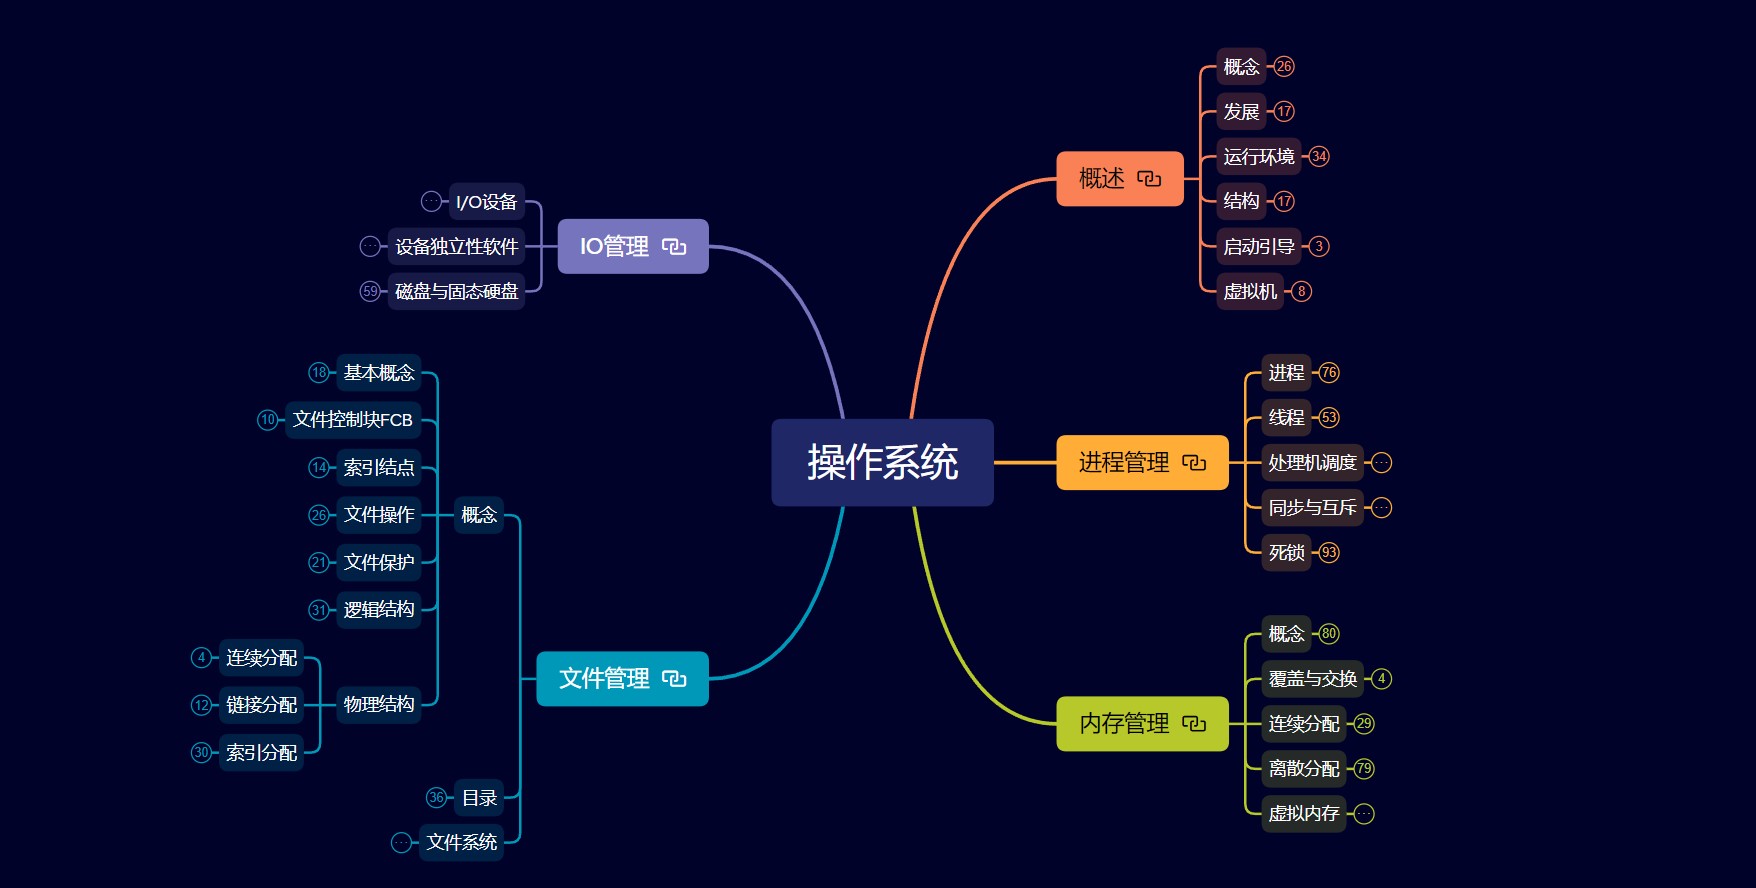 操作系统
概述
概念 26
发展 17
运行环境 34
结构 17
启动引导 3
虚拟机 8
进程管理
进程 76
线程 53
处理机调度 ...
同步与互斥 ...
死锁 93
内存管理
概念 80
覆盖与交换 4
连续分配 29
离散分配 79
虚拟内存 ...
IO管理
... I/O设备
... 设备独立性软件
59 磁盘与固态硬盘
文件管理
概念
18 基本概念
10 文件控制块FCB
14 索引结点
26 文件操作
21 文件保护
31 逻辑结构
物理结构
4 连续分配
12 链接分配
30 索引分配
36 目录
... 文件系统